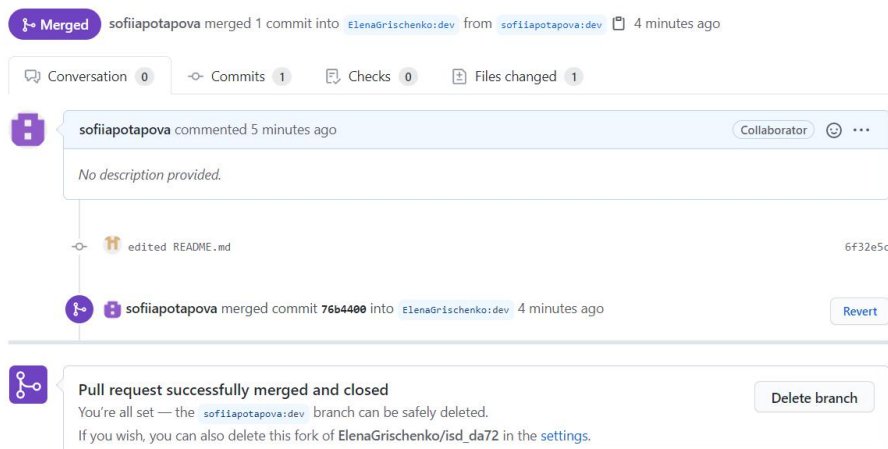 Merged sofiiapotapova merged 1 commit into ElenaGrischenko:dev from sofiiapotapova:dev 4 minutes ago
Conversation 0 Commits 1 Checks 0 Files changed 1
sofiiapotapova commented 5 minutes ago Collaborator
No description provided.
edited README.md 6f32e5c
sofiiapotapova merged commit 76b4400 into ElenaGrischenko:dev 4 minutes ago Revert
Pull request successfully merged and closed
You're all set — the sofiiapotapova:dev branch can be safely deleted. Delete branch
If you wish, you can also delete this fork of ElenaGrischenko/isd_da72 in the settings.